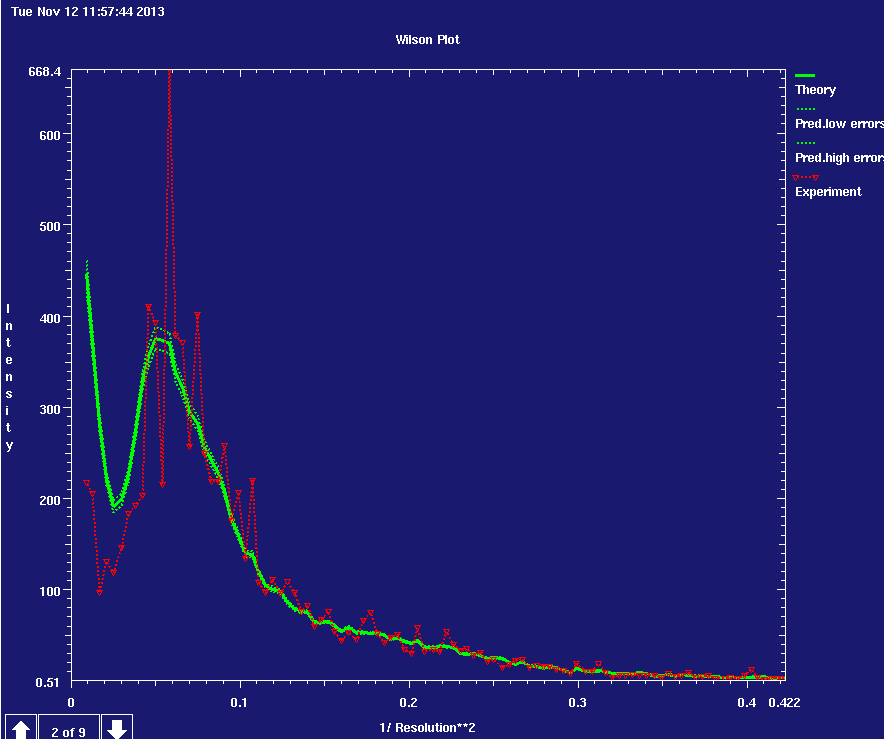 Tue Nov 12 11:57:44 2013
Wilson Plot
668.4
600
500
400
300
200
100
0.51
Intensity
0
0.1
0.2
0.3
0.4
0.422
1/ Resolution**2
Theory
Pred.low errors
Pred.high errors
Experiment
2 of 9